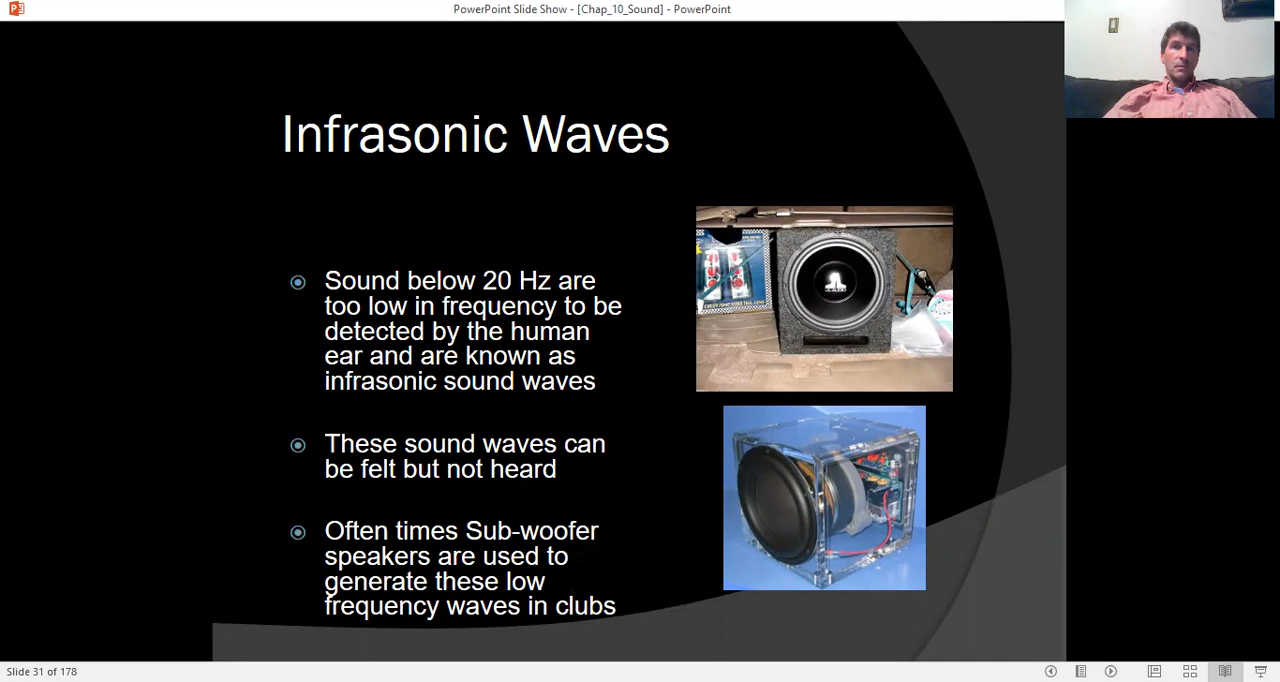 PowerPoint Slide Show - [Chap_10_Sound] - PowerPoint
Infrasonic Waves
Sound below 20 Hz are
too low in frequency to be
detected by the human
ear and are known as
infrasonic sound waves
These sound waves can
be felt but not heard
Often times Sub-woofer
speakers are used to
generate these low
frequency waves in clubs
Slide 31 of 178